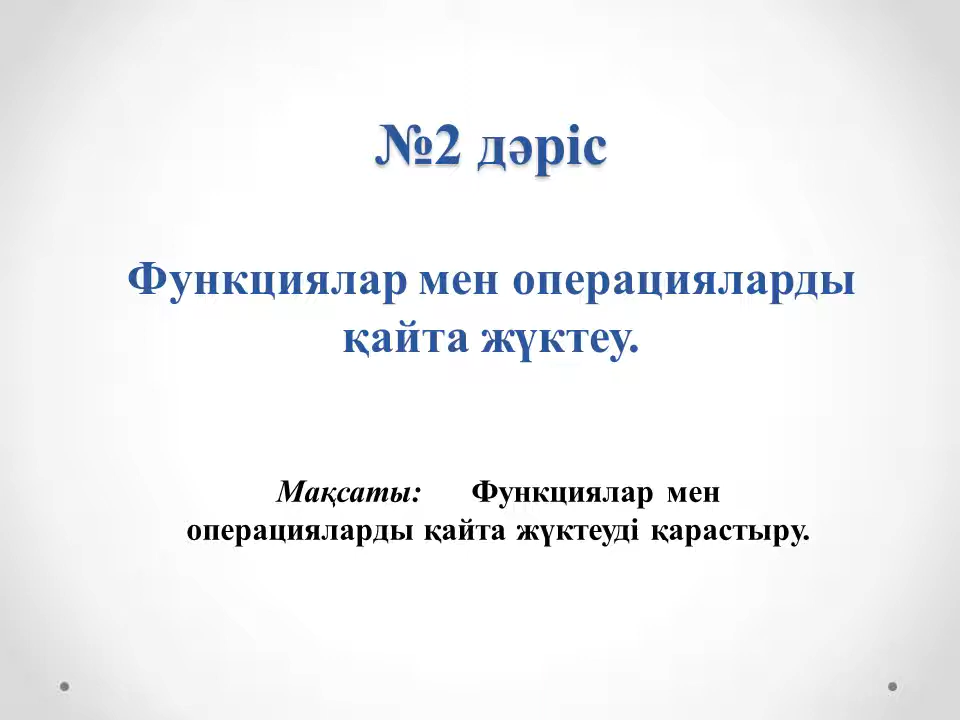 №2 дәріс
Функциялар мен операцияларды
қайта жүктеу.
Мақсаты: Функциялар мен
операцияларды қайта жүктеуді қарастыру.